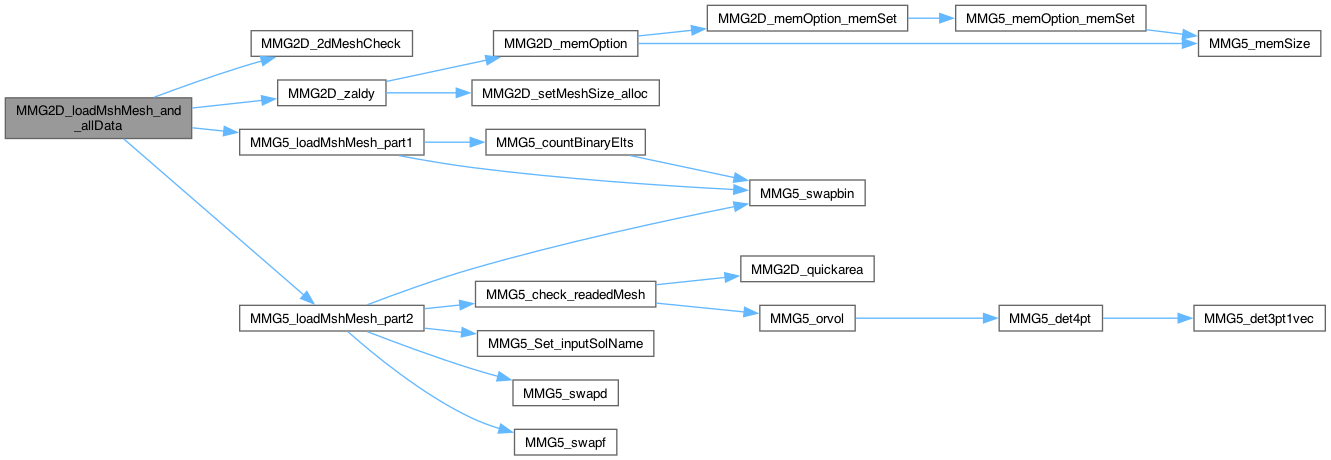 MMG2D_loadMshMesh_and
_allData
MMG2D_2dMeshCheck
MMG2D_zaldy
MMG5_loadMshMesh_part1
MMG5_loadMshMesh_part2
MMG2D_memOption
MMG2D_setMeshSize_alloc
MMG5_countBinaryElts
MMG5_check_readedMesh
MMG5_Set_inputSolName
MMG5_swapd
MMG5_swapf
MMG2D_memOption_memSet
MMG5_swapbin
MMG2D_quickarea
MMG5_orvol
MMG5_memOption_memSet
MMG5_det4pt
MMG5_memSize
MMG5_det3pt1vec